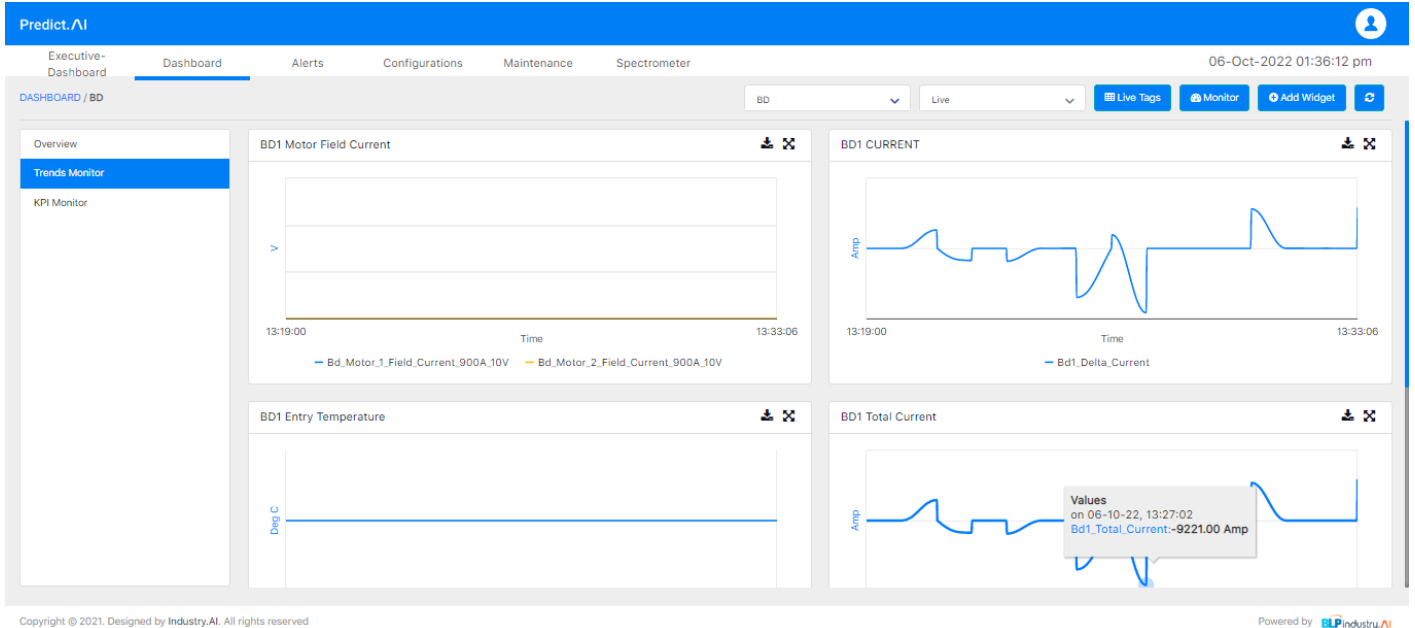 Predict.AI
Executive-
Dashboard
Dashboard
Alerts
Configurations
Maintenance
Spectrometer
06-Oct-2022 01:36:12 pm
DASHBOARD / BD
BD
Live
Live Tags
Monitor
Add Widget
Overview
Trends Monitor
KPI Monitor
BD1 Motor Field Current
V
13:19:00
Time
13:33:06
Bd_Motor_1_Field_Current_900A_10V
Bd_Motor_2_Field_Current_900A_10V
BD1 CURRENT
Amp
13:19:00
Time
13:33:06
Bd1_Delta_Current
BD1 Entry Temperature
Deg C
BD1 Total Current
Amp
Values
on 06-10-22, 13:27:02
Bd1_Total_Current:-9221.00 Amp
Copyright © 2021. Designed by Industry.AI. All rights reserved
Powered by BLPindustry.AI